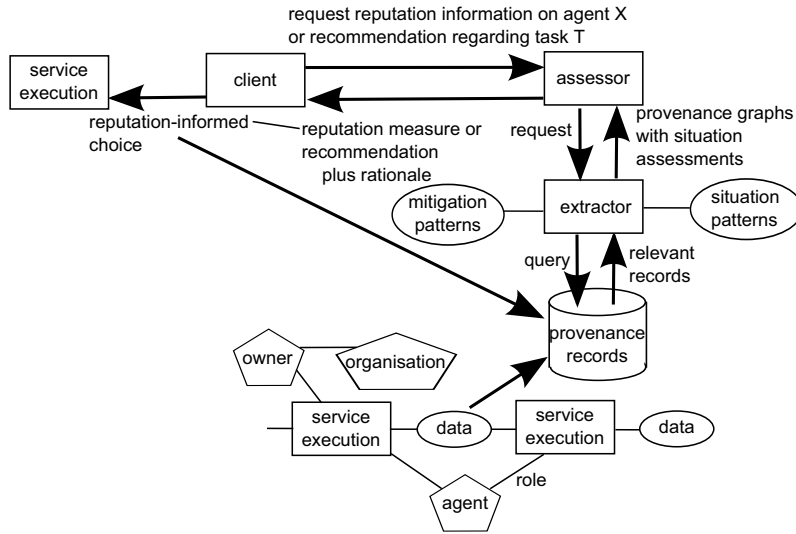 request reputation information on agent X
or recommendation regarding task T
service
execution
client
assessor
reputation-informed
choice
reputation measure or
recommendation
plus rationale
request
provenance graphs
with situation
assessments
mitigation
patterns
extractor
situation
patterns
query
relevant
records
provenance
records
owner
organisation
service
execution
data
service
execution
data
role
agent